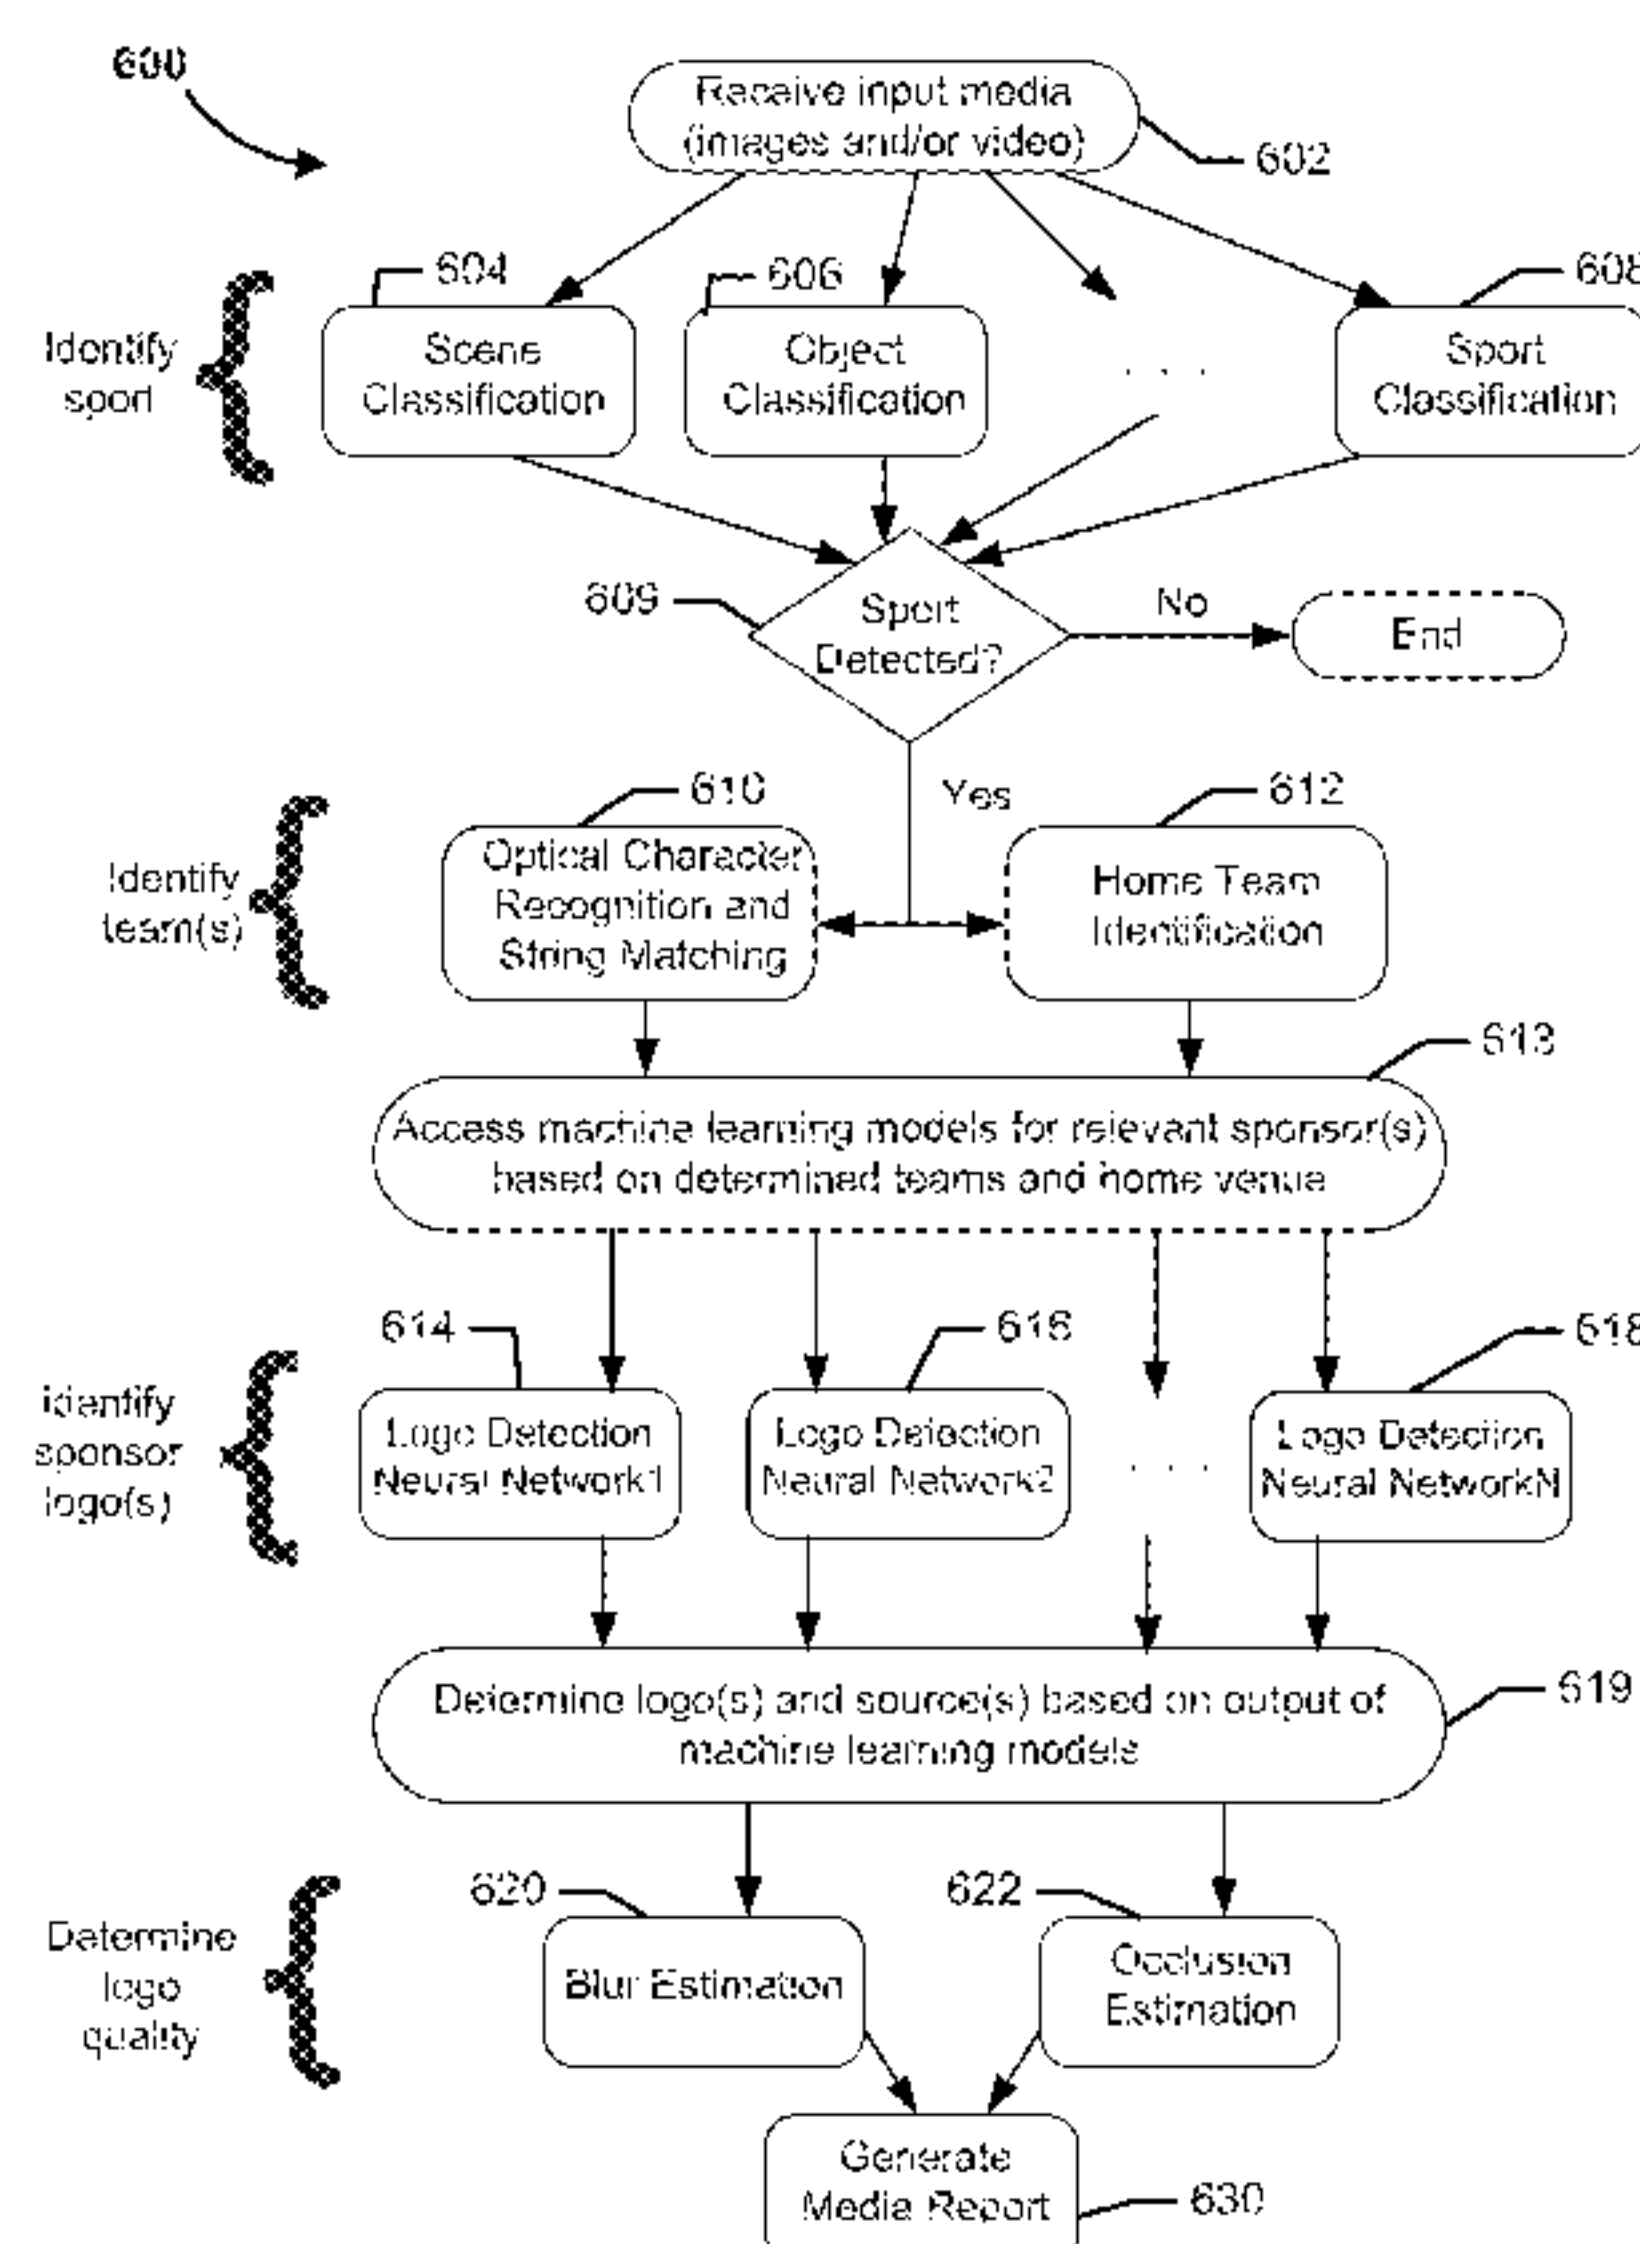 600
Receive input media
(images and/or video)
602
604
606
608
Identify
sport
Scene
Classification
Object
Classification
. . .
Sport
Classification
609
Sport
Detected?
No
End
Yes
610
612
Identify
team(s)
Optical Character
Recognition and
String Matching
Home Team
Identification
613
Access machine learning models for relevant sponsor(s)
based on determined teams and home venue
614
616
618
Identify
sponsor
logo(s)
Logo Detection
Neural Network1
Logo Detection
Neural Network2
. . .
Logo Detection
Neural NetworkN
619
Determine logo(s) and source(s) based on output of
machine learning models
620
622
Determine
logo
quality
Blur Estimation
Occlusion
Estimation
Generate
Media Report
630